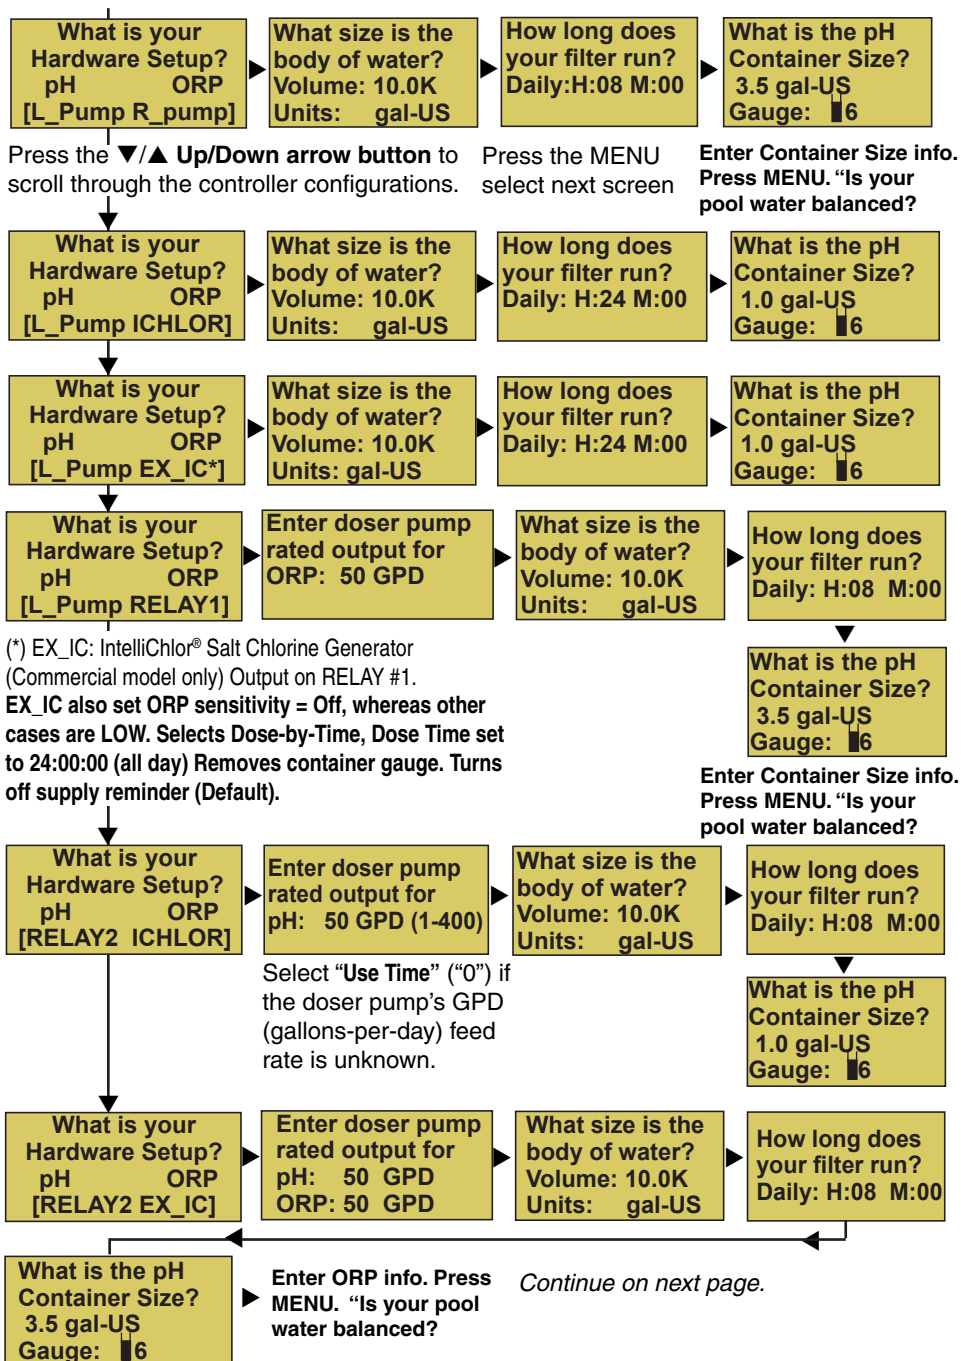 What is your
Hardware Setup?
pH ORP
[L_Pump R_pump]
What size is the
body of water?
Volume: 10.0K
Units: gal-US
How long does
your filter run?
Daily:H:08 M:00
What is the pH
Container Size?
3.5 gal-US
Gauge: 6
Press the ▼/▲ Up/Down arrow button to
scroll through the controller configurations.
Press the MENU
select next screen
Enter Container Size info.
Press MENU. “Is your
pool water balanced?
What is your
Hardware Setup?
pH ORP
[L_Pump ICHLOR]
What size is the
body of water?
Volume: 10.0K
Units: gal-US
How long does
your filter run?
Daily: H:24 M:00
What is the pH
Container Size?
1.0 gal-US
Gauge: 6
What is your
Hardware Setup?
pH ORP
[L_Pump EX_IC*]
What size is the
body of water?
Volume: 10.0K
Units: gal-US
How long does
your filter run?
Daily: H:24 M:00
What is the pH
Container Size?
1.0 gal-US
Gauge: 6
What is your
Hardware Setup?
pH ORP
[L_Pump RELAY1]
Enter doser pump
rated output for
ORP: 50 GPD
What size is the
body of water?
Volume: 10.0K
Units: gal-US
How long does
your filter run?
Daily: H:08 M:00
What is the pH
Container Size?
3.5 gal-US
Gauge: 6
Enter Container Size info.
Press MENU. “Is your
pool water balanced?
(*) EX_IC: IntelliChlor® Salt Chlorine Generator
(Commercial model only) Output on RELAY #1.
EX_IC also set ORP sensitivity = Off, whereas other
cases are LOW. Selects Dose-by-Time, Dose Time set
to 24:00:00 (all day) Removes container gauge. Turns
off supply reminder (Default).
What is your
Hardware Setup?
pH ORP
[RELAY2 ICHLOR]
Enter doser pump
rated output for
pH: 50 GPD (1-400)
Select “Use Time” (“0”) if
the doser pump’s GPD
(gallons-per-day) feed
rate is unknown.
What size is the
body of water?
Volume: 10.0K
Units: gal-US
How long does
your filter run?
Daily: H:08 M:00
What is the pH
Container Size?
1.0 gal-US
Gauge: 6
What is your
Hardware Setup?
pH ORP
[RELAY2 EX_IC]
Enter doser pump
rated output for
pH: 50 GPD
ORP: 50 GPD
What size is the
body of water?
Volume: 10.0K
Units: gal-US
How long does
your filter run?
Daily: H:08 M:00
What is the pH
Container Size?
3.5 gal-US
Gauge: 6
Enter ORP info. Press
MENU. “Is your pool
water balanced?
Continue on next page.